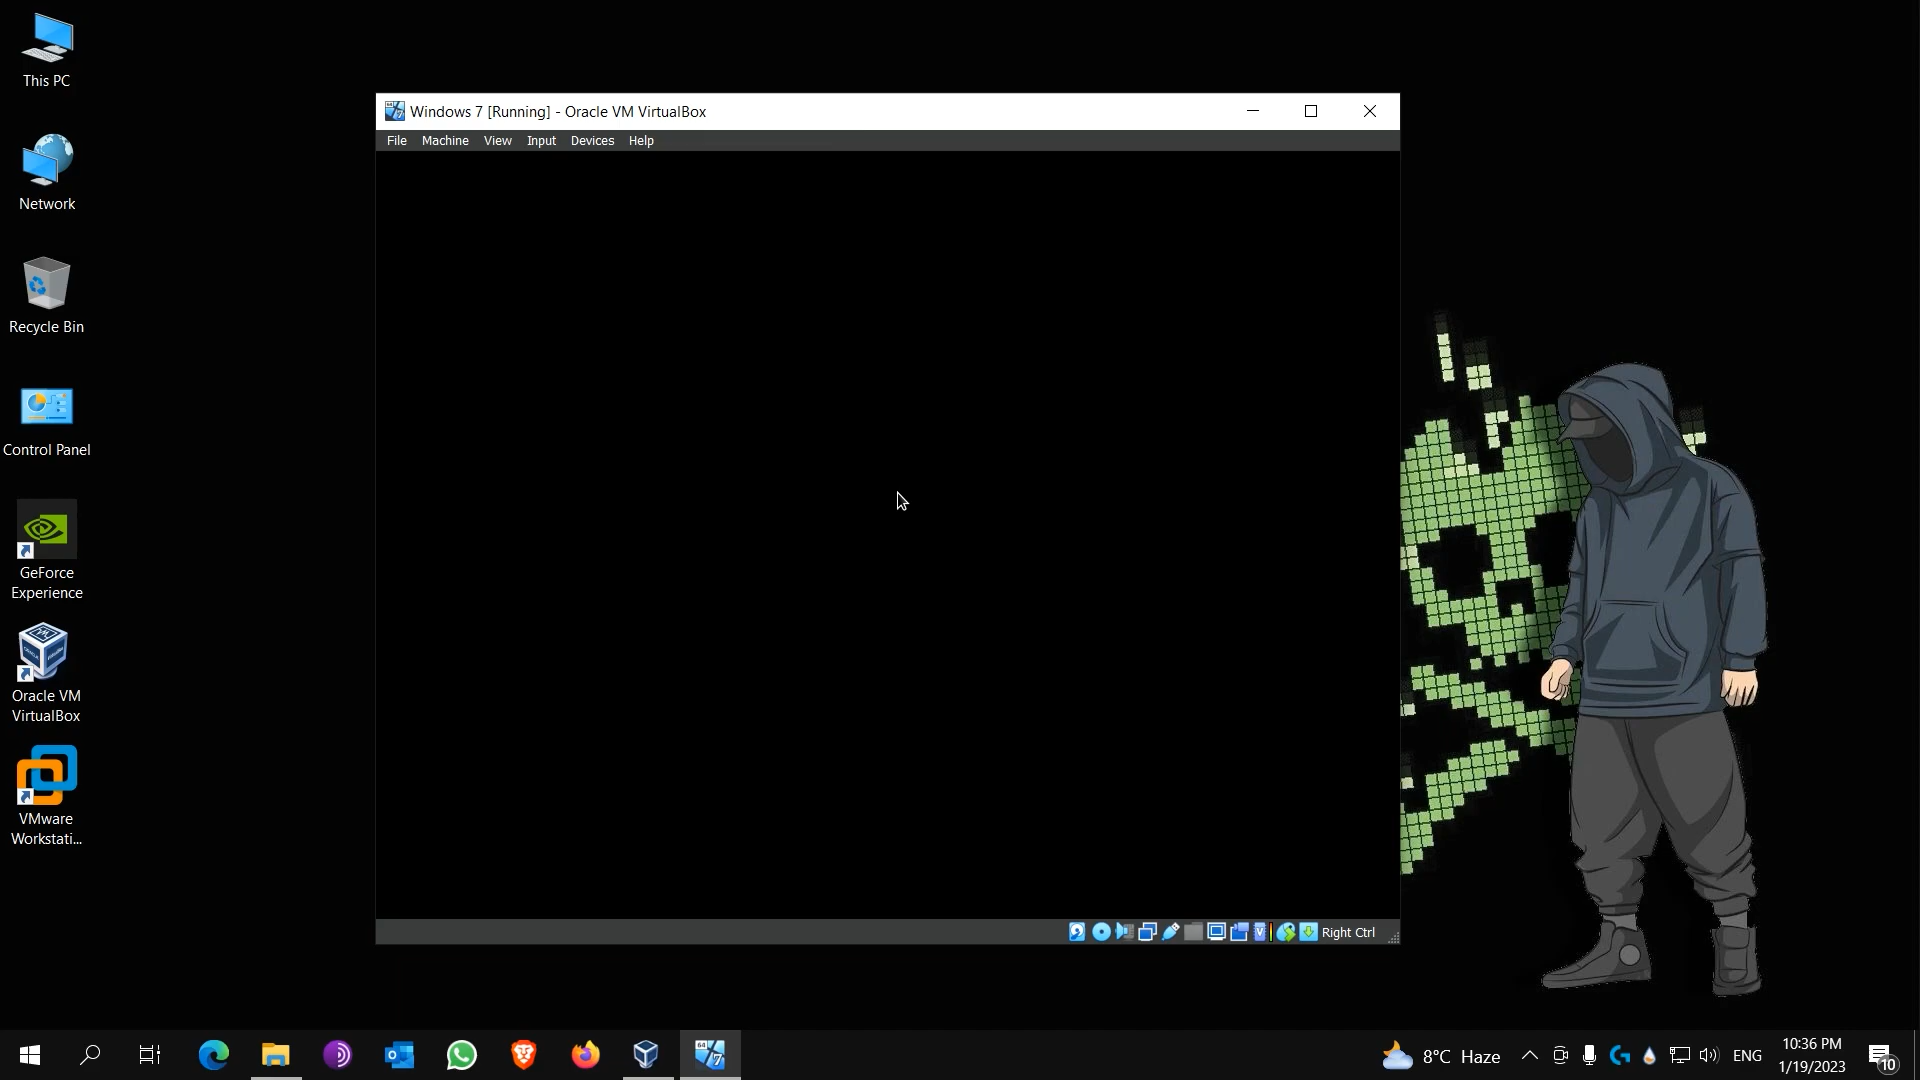 This PC
Network
Recycle Bin
Control Panel
GeForce
Experience
Oracle VM
VirtualBox
VMware
Workstati...
Windows 7 [Running] - Oracle VM VirtualBox
File Machine View Input Devices Help
Right Ctrl
8°C Haze
ENG
10:36 PM
1/19/2023
10